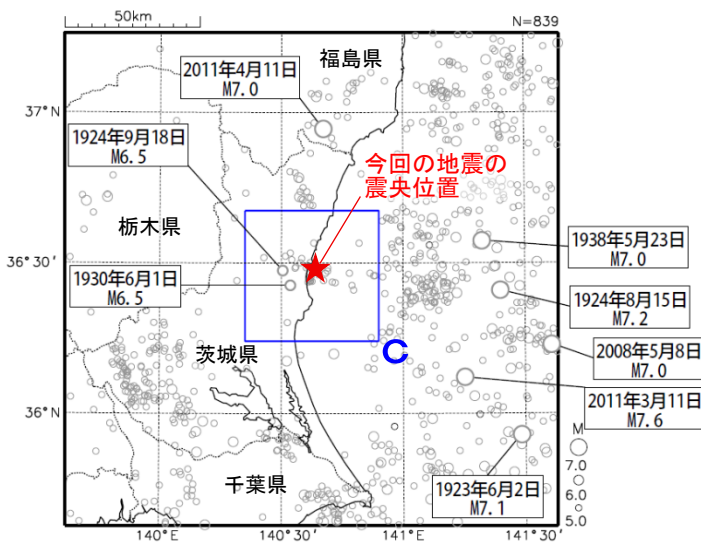 50km
N=839
福島県
2011年4月11日
M7.0
37°N
1924年9月18日
M6.5
今回の地震の
震央位置
栃木県
1938年5月23日
M7.0
36°30′N
1930年6月1日
M6.5
1924年8月15日
M7.2
茨城県
C
2008年5月8日
M7.0
2011年3月11日
M7.6
36°N
M
7.0
6.0
5.0
千葉県
1923年6月2日
M7.1
140°E
140°30′E
141°E
141°30′E